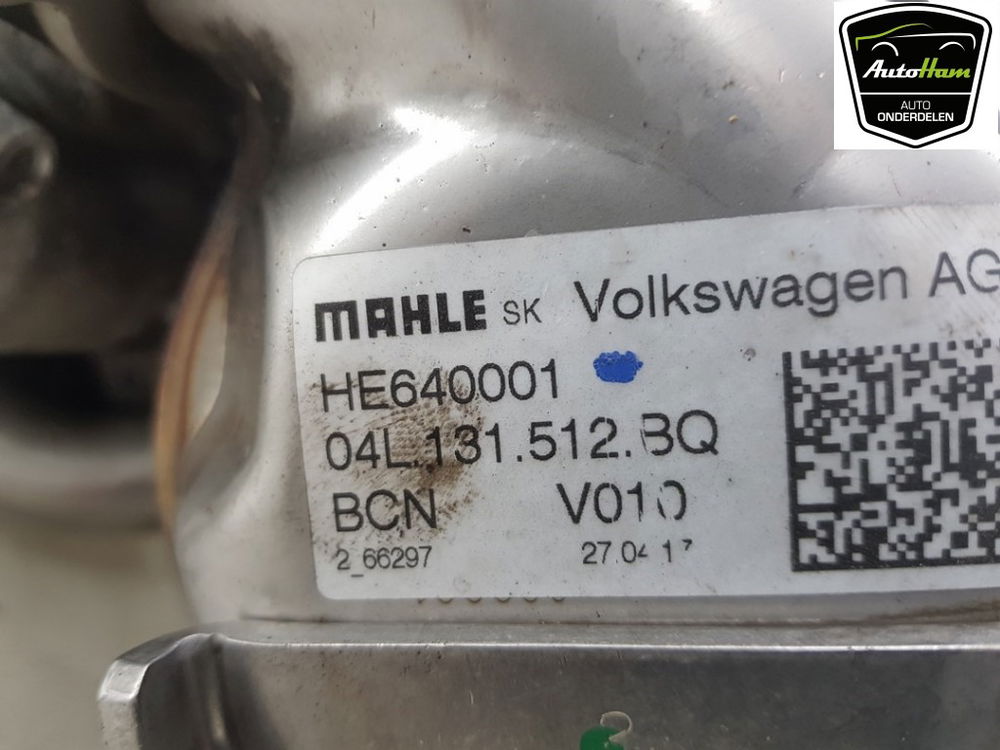 AutoHam
AUTO
ONDERDELEN
MAHLE SK Volkswagen AG
HE640001
04L.131.512.BQ
BCN V010
2_66297 27.04.17